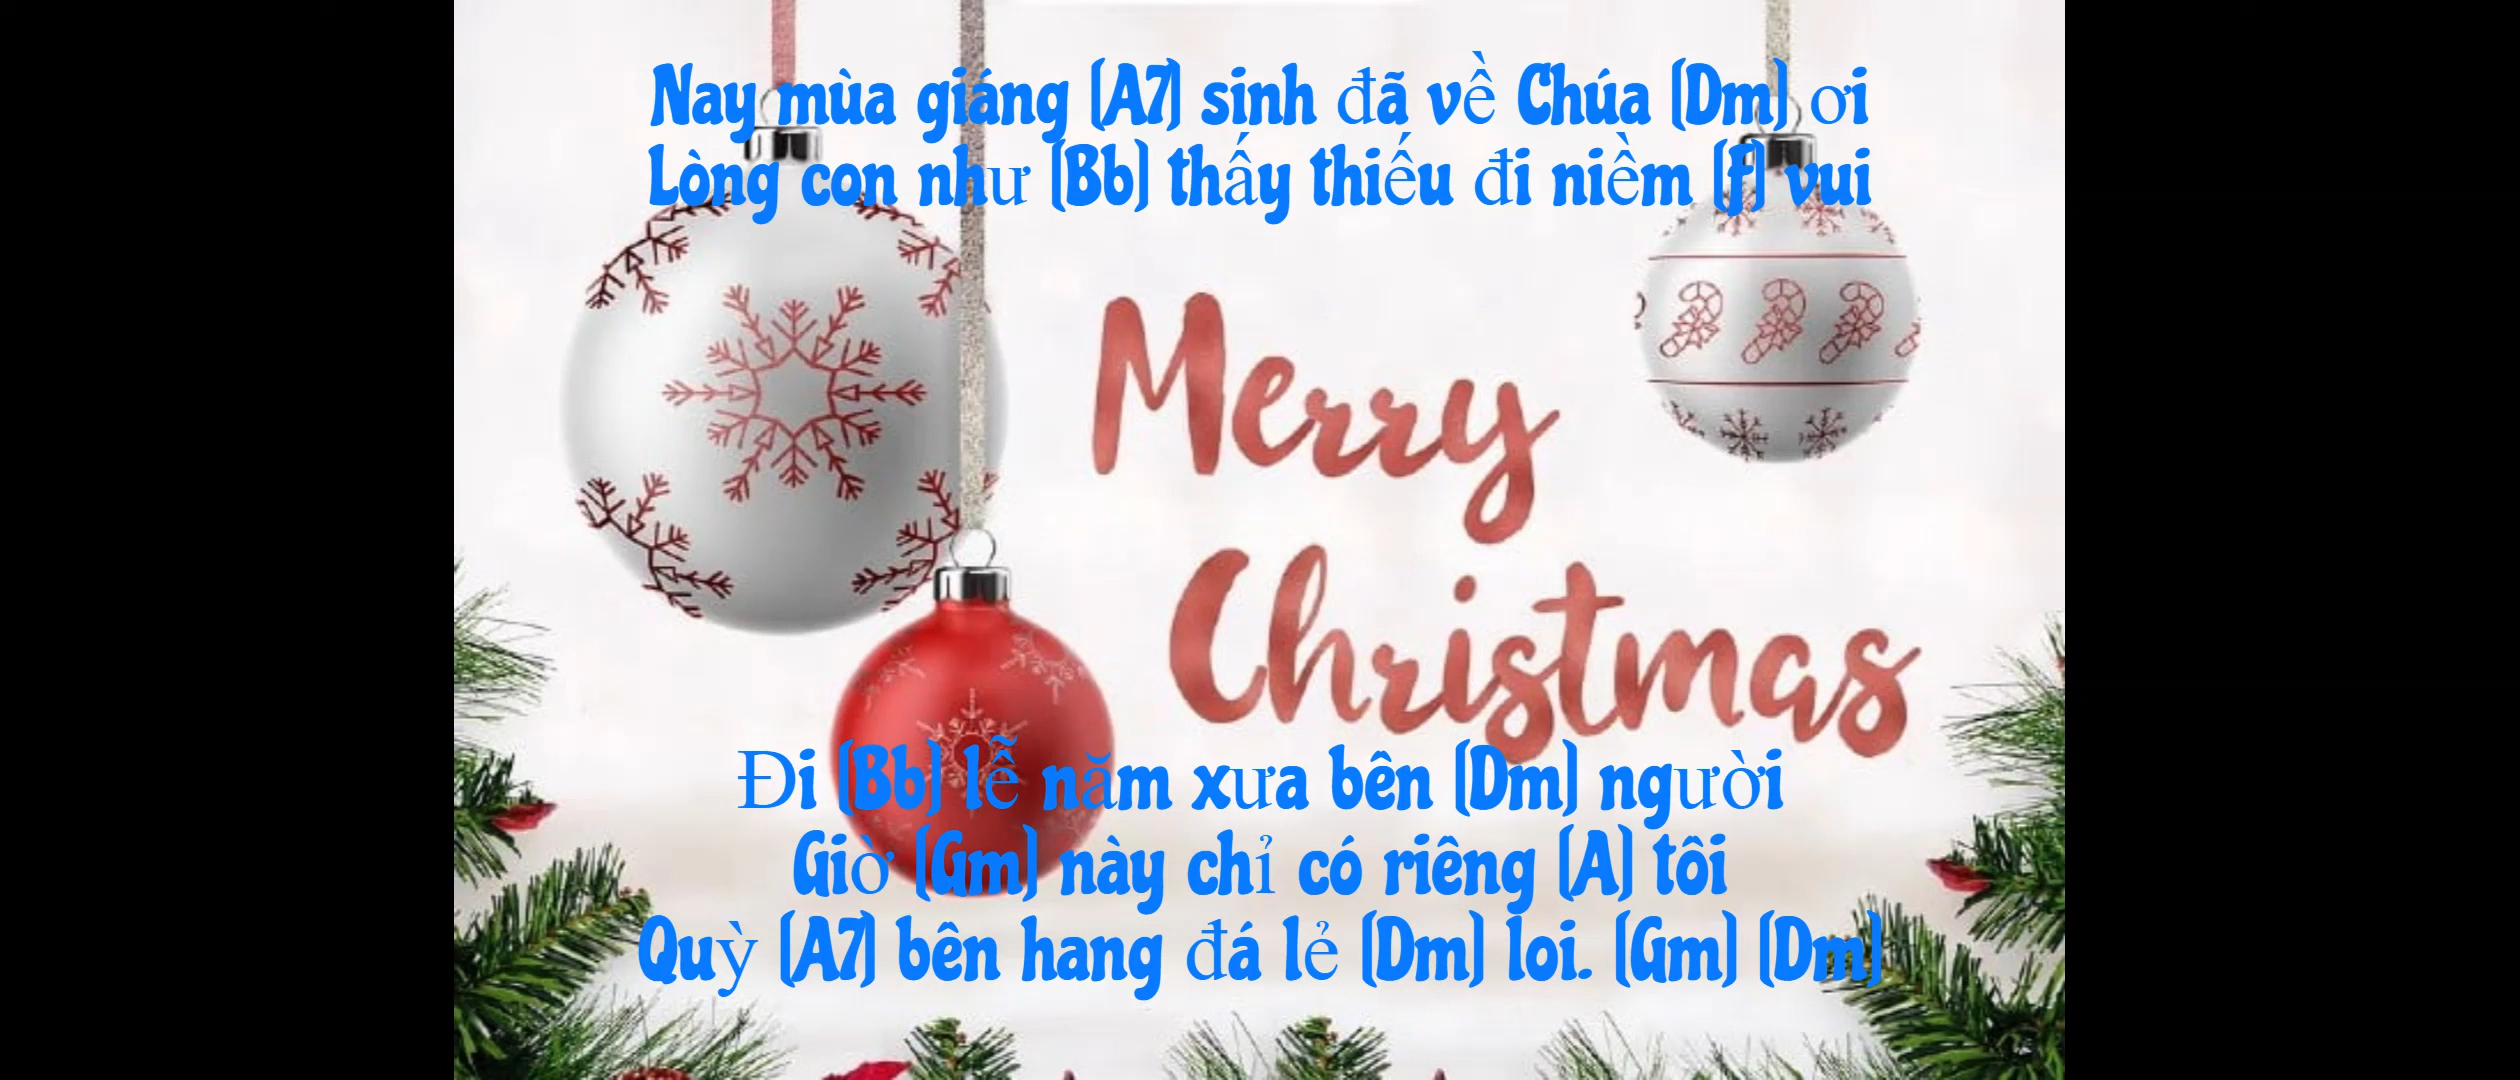 Nay mùa giáng (A7) sinh đã về Chúa (Dm) ơi
Lòng con như (Bb) thấy thiếu đi niềm (F) vui
Merry
Christmas
Đi (Bb) lễ năm xưa bên (Dm) người
Giờ (Gm) này chỉ có riêng (A) tôi
Quỳ (A7) bên hang đá lẻ (Dm) loi. (Gm) (Dm)